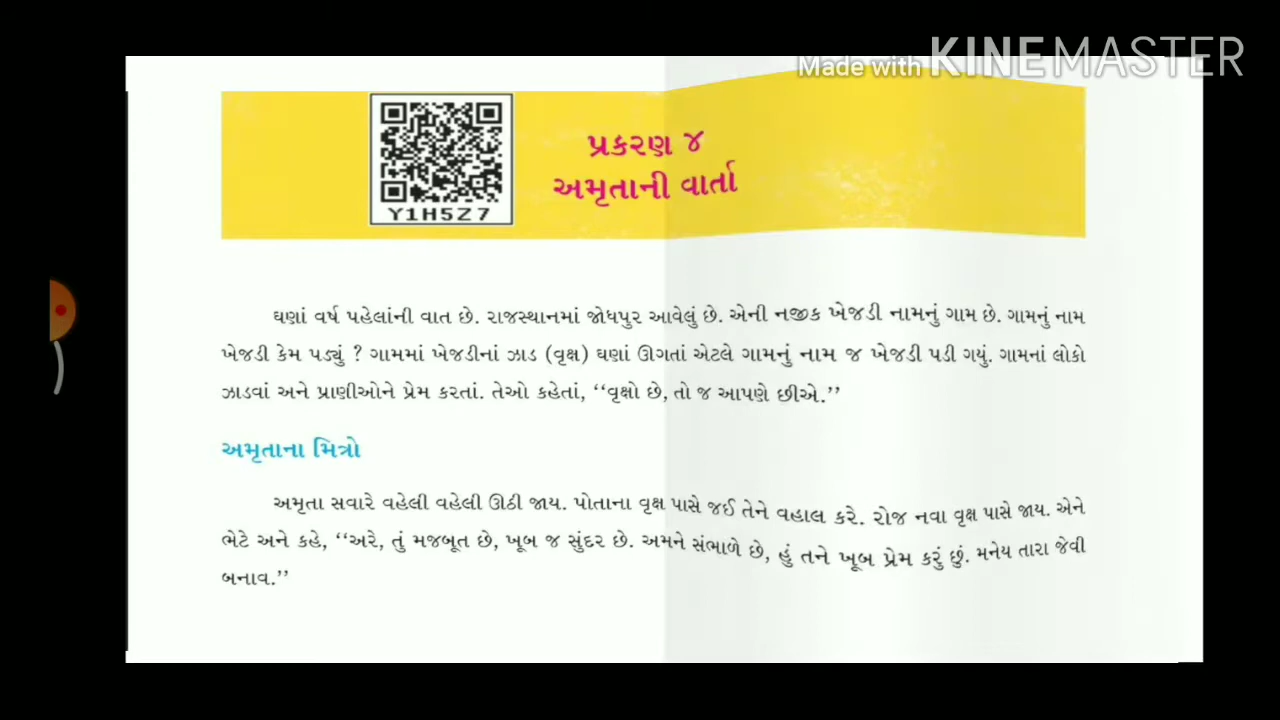 Made with KINEMASTER
Y1H5Z7
પ્રકરણ ૪
અમૃતાની વાર્તા
ઘણાં વર્ષ પહેલાંની વાત છે. રાજસ્થાનમાં જોધપુર આવેલું છે. એની નજીક ખેજડી નામનું ગામ છે. ગામનું નામ
ખેજડી કેમ પડ્યું ? ગામમાં ખેજડીનાં ઝાડ (વૃક્ષ) ઘણાં ઊગતાં એટલે ગામનું નામ જ ખેજડી પડી ગયું. ગામનાં લોકો
ઝાડવાં અને પ્રાણીઓને પ્રેમ કરતાં. તેઓ કહેતાં, ‘‘વૃક્ષો છે, તો જ આપણે છીએ.’’
અમૃતાના મિત્રો
અમૃતા સવારે વહેલી વહેલી ઊઠી જાય. પોતાના વૃક્ષ પાસે જઈ તેને વહાલ કરે. રોજ નવા વૃક્ષ પાસે જાય. એને
ભેટે અને કહે, ‘‘અરે, તું મજબૂત છે, ખૂબ જ સુંદર છે. અમને સંભાળે છે, હું તને ખૂબ પ્રેમ કરું છું. મનેય તારા જેવી
બનાવ.’’